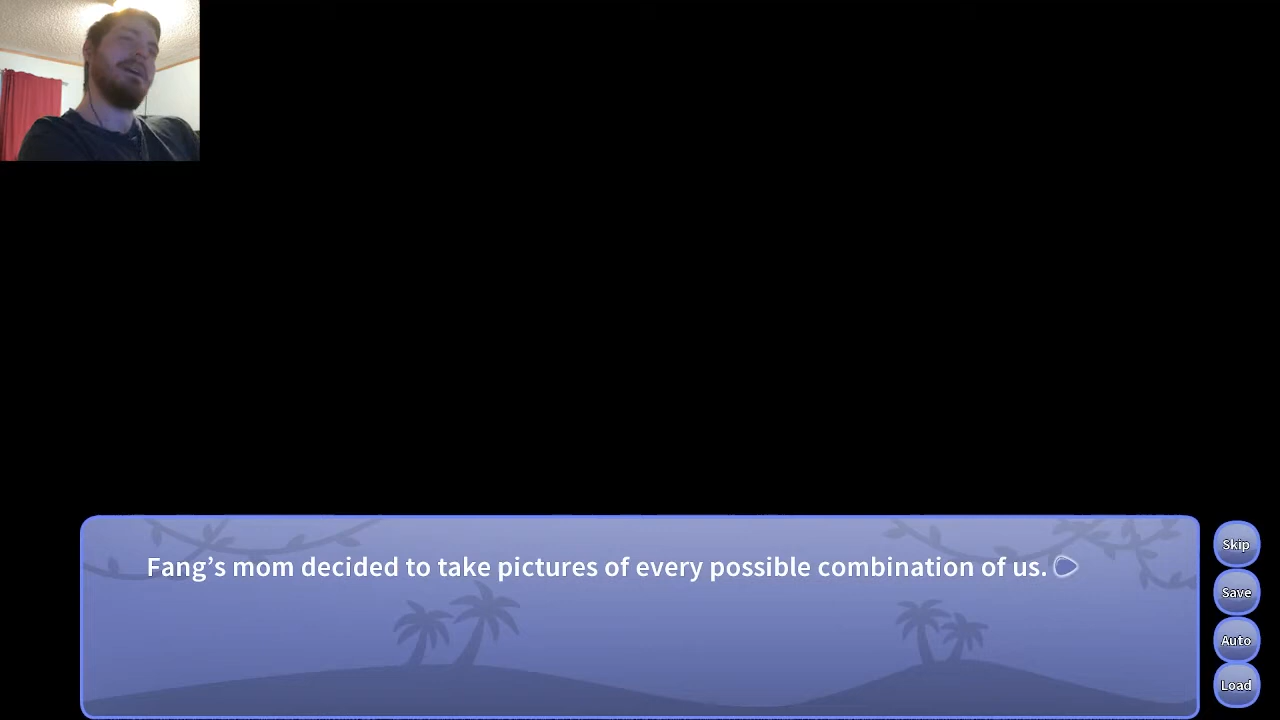 Fang’s mom decided to take pictures of every possible combination of us.
Skip
Save
Auto
Load